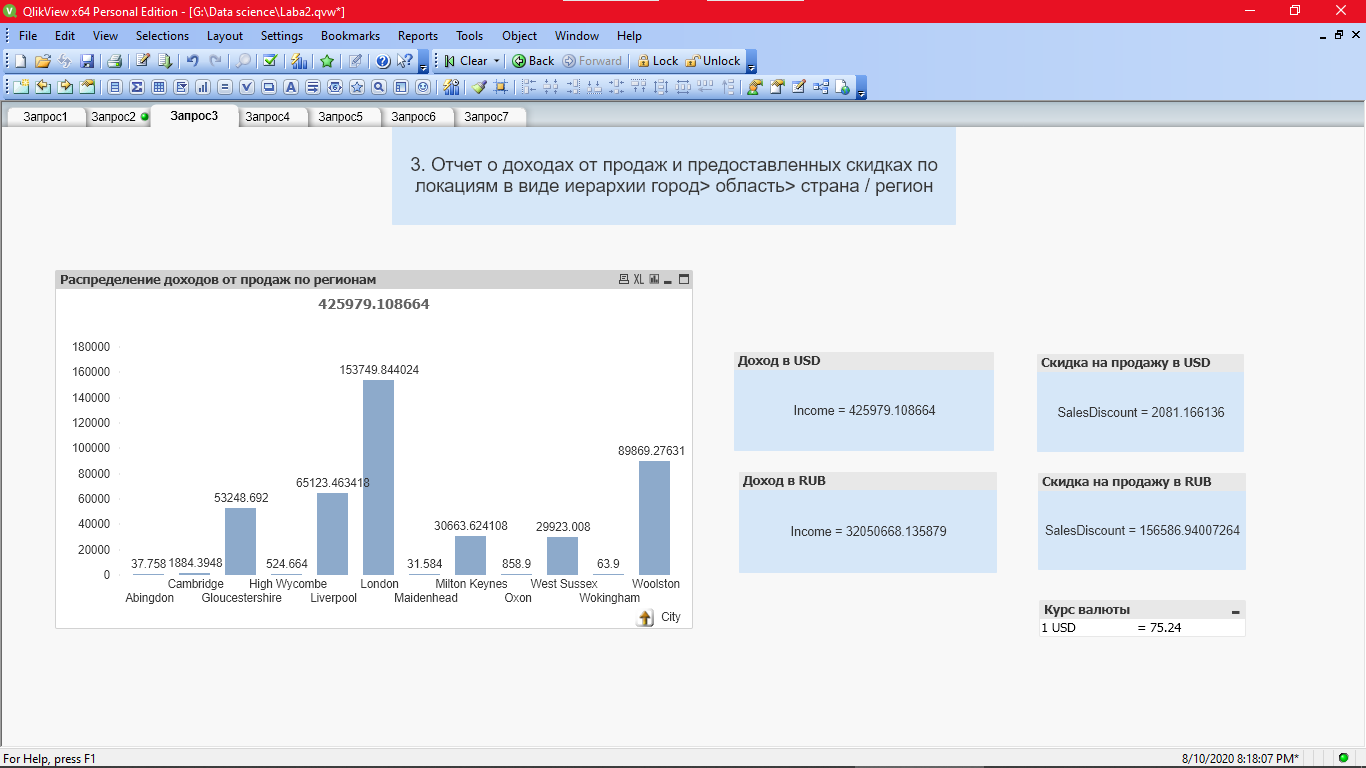 QlikView x64 Personal Edition - [G:\Data science\Laba2.qvw*]
File Edit View Selections Layout Settings Bookmarks Reports Tools Object Window Help
Clear Back Forward Lock Unlock
Запрос1 Запрос2 Запрос3 Запрос4 Запрос5 Запрос6 Запрос7
3. Отчет о доходах от продаж и предоставленных скидках по
локациям в виде иерархии город> область> страна / регион
Распределение доходов от продаж по регионам XL
425979.108664
180000
160000
140000
120000
100000
80000
60000
40000
20000
0
37.758 1884.3948 53248.692 524.664 65123.463418 153749.844024 31.584 30663.624108 858.9 29923.008 63.9 89869.27631
Cambridge High Wycombe London Milton Keynes West Sussex Woolston
Abingdon Gloucestershire Liverpool Maidenhead Oxon Wokingham
City
Доход в USD
Income = 425979.108664
Скидка на продажу в USD
SalesDiscount = 2081.166136
Доход в RUB
Income = 32050668.135879
Скидка на продажу в RUB
SalesDiscount = 156586.94007264
Курс валюты
1 USD = 75.24
For Help, press F1 8/10/2020 8:18:07 PM*